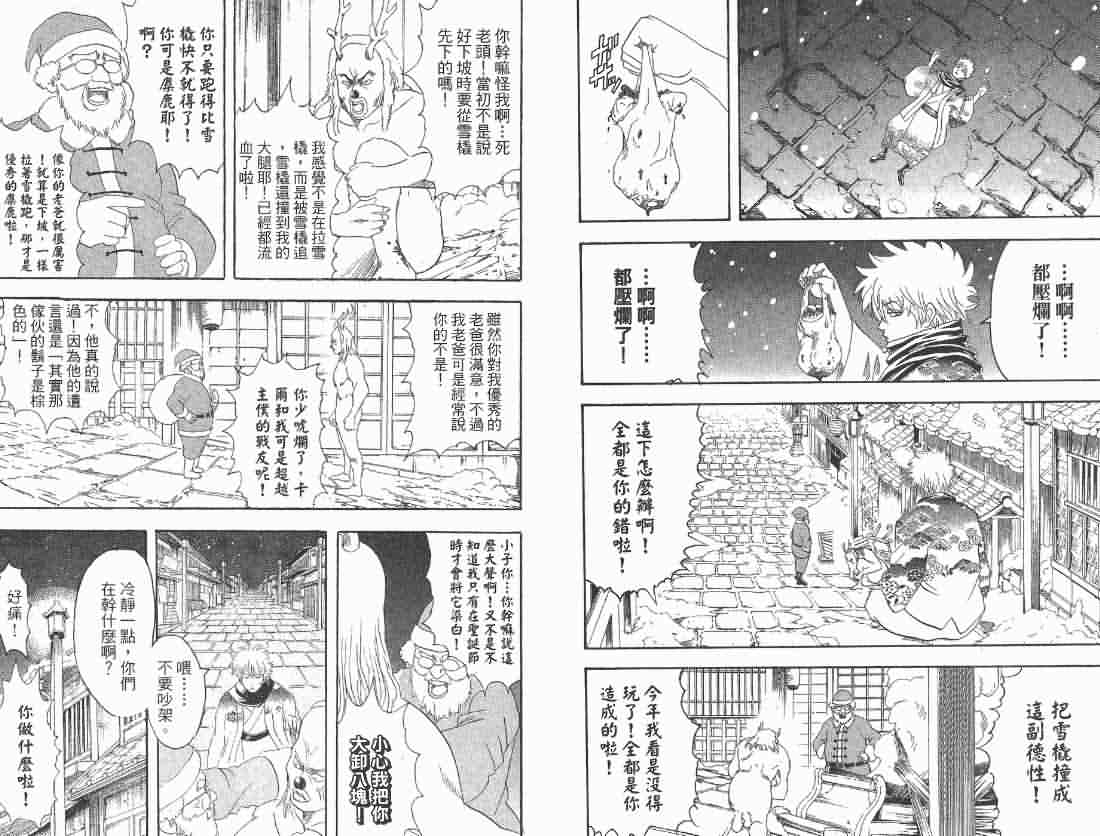 ガガッ
…啊啊……
都壓爛了！
…啊啊……
都壓爛了！
這下怎麼辦啊！
全都是你的錯啦！
把雪橇撞成
這副德性！
今年我看是沒得
玩了！全都是你
造成的啦！
你幹嘛怪我啊…死
老頭！當初不是說
好下坡時要從雪橇
先下的嗎！
我感覺不是在拉雪
橇，而是被雪橇追
，雪橇還撞到我的
大腿耶！已經都流
血了啦！
你只要跑得比雪
橇快不就得了！
你可是麋鹿耶！
啊？
像你的老爸就很厲害
！就算是下坡，一樣
拉著雪橇跑，那才是
優秀的麋鹿啦！
雖然你對我優秀的
老爸很滿意，不過
我老爸可是經常說
你的不是！
你少唬爛了，卡
爾和我可是超越
主僕的戰友呢！
不，他真的說
過！因為他的遺
言還是「其實那
傢伙的鬍子是棕
色的」！
小子你…你幹嘛說這
麼大聲啊！又不是不
知道我只有在聖誕節
時才會將它染白！
小心我把你
大卸八塊！
喂……
不要吵架。
冷靜一點，你們
在幹什麼啊？
好痛！
你做什麼啦！